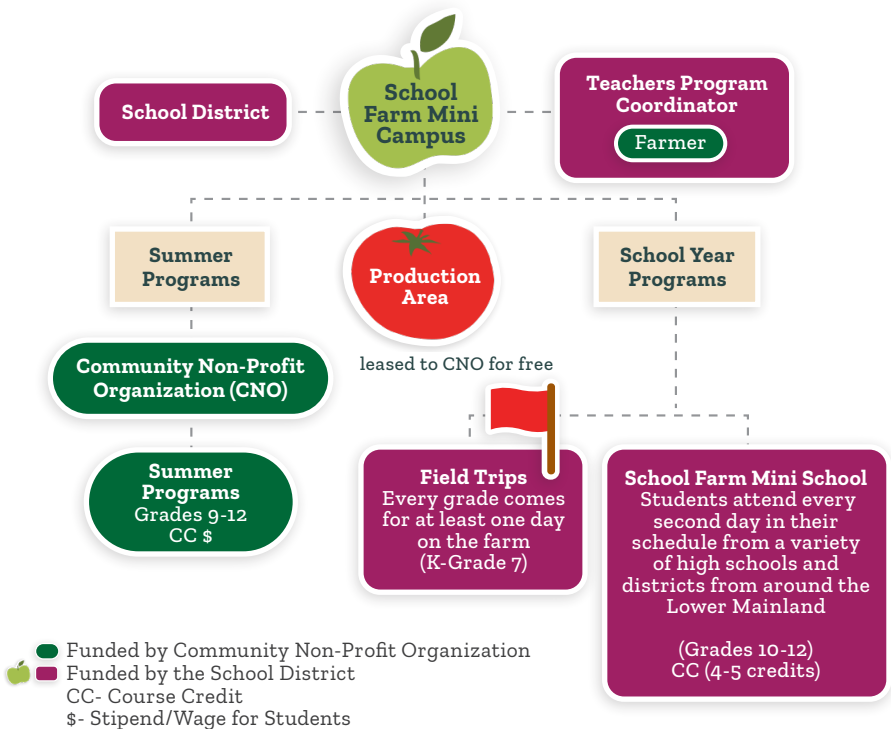 School
Farm Mini
Campus
School District
Teachers Program
Coordinator
Farmer
Summer
Programs
Production
Area
School Year
Programs
leased to CNO for free
Community Non-Profit
Organization (CNO)
Summer
Programs
Grades 9-12
CC $
Field Trips
Every grade comes
for at least one day
on the farm
(K-Grade 7)
School Farm Mini School
Students attend every
second day in their
schedule from a variety
of high schools and
districts from around the
Lower Mainland
(Grades 10-12)
CC (4-5 credits)
Funded by Community Non-Profit Organization
Funded by the School District
CC- Course Credit
$- Stipend/Wage for Students